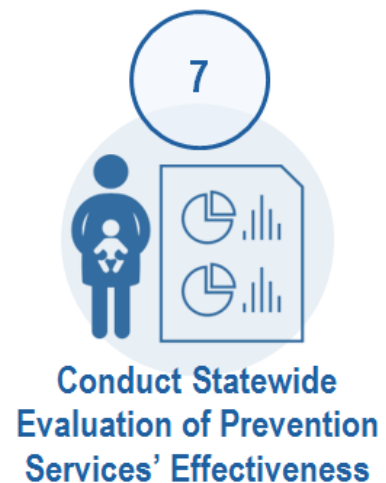 7
Conduct Statewide
Evaluation of Prevention
Services’ Effectiveness